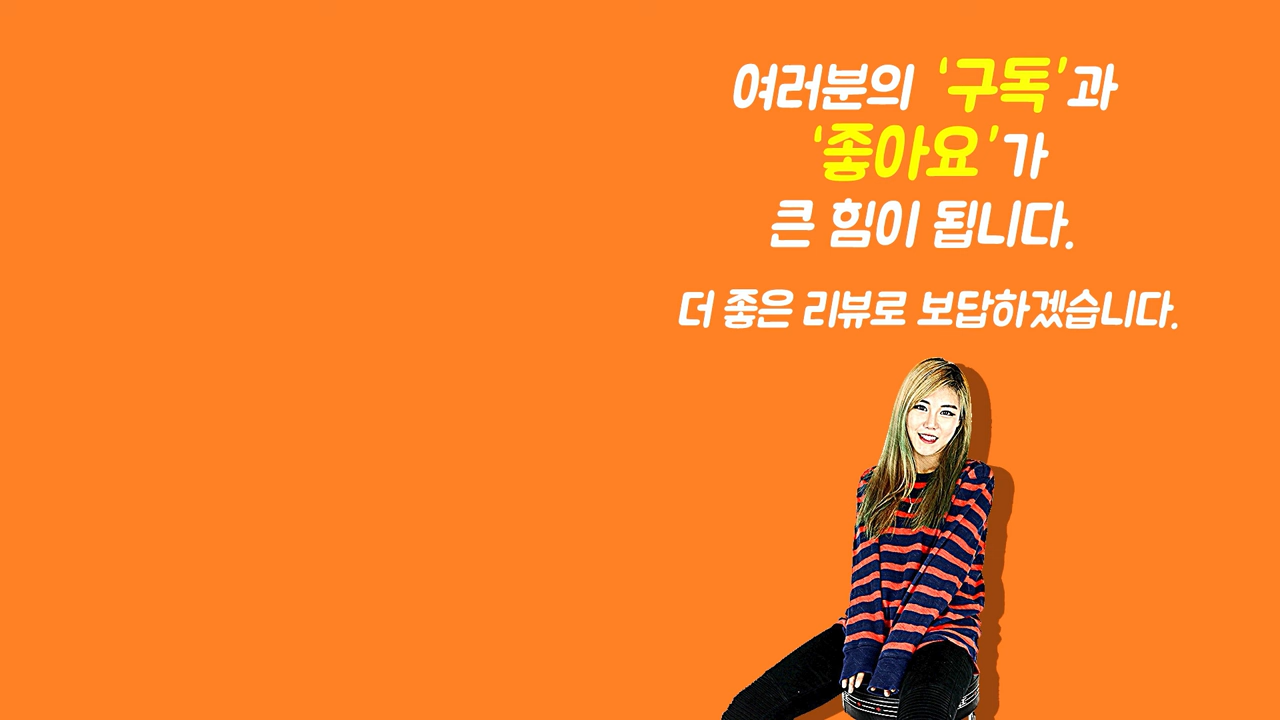 여러분의 '구독'과
'좋아요'가
큰 힘이 됩니다.
더 좋은 리뷰로 보답하겠습니다.